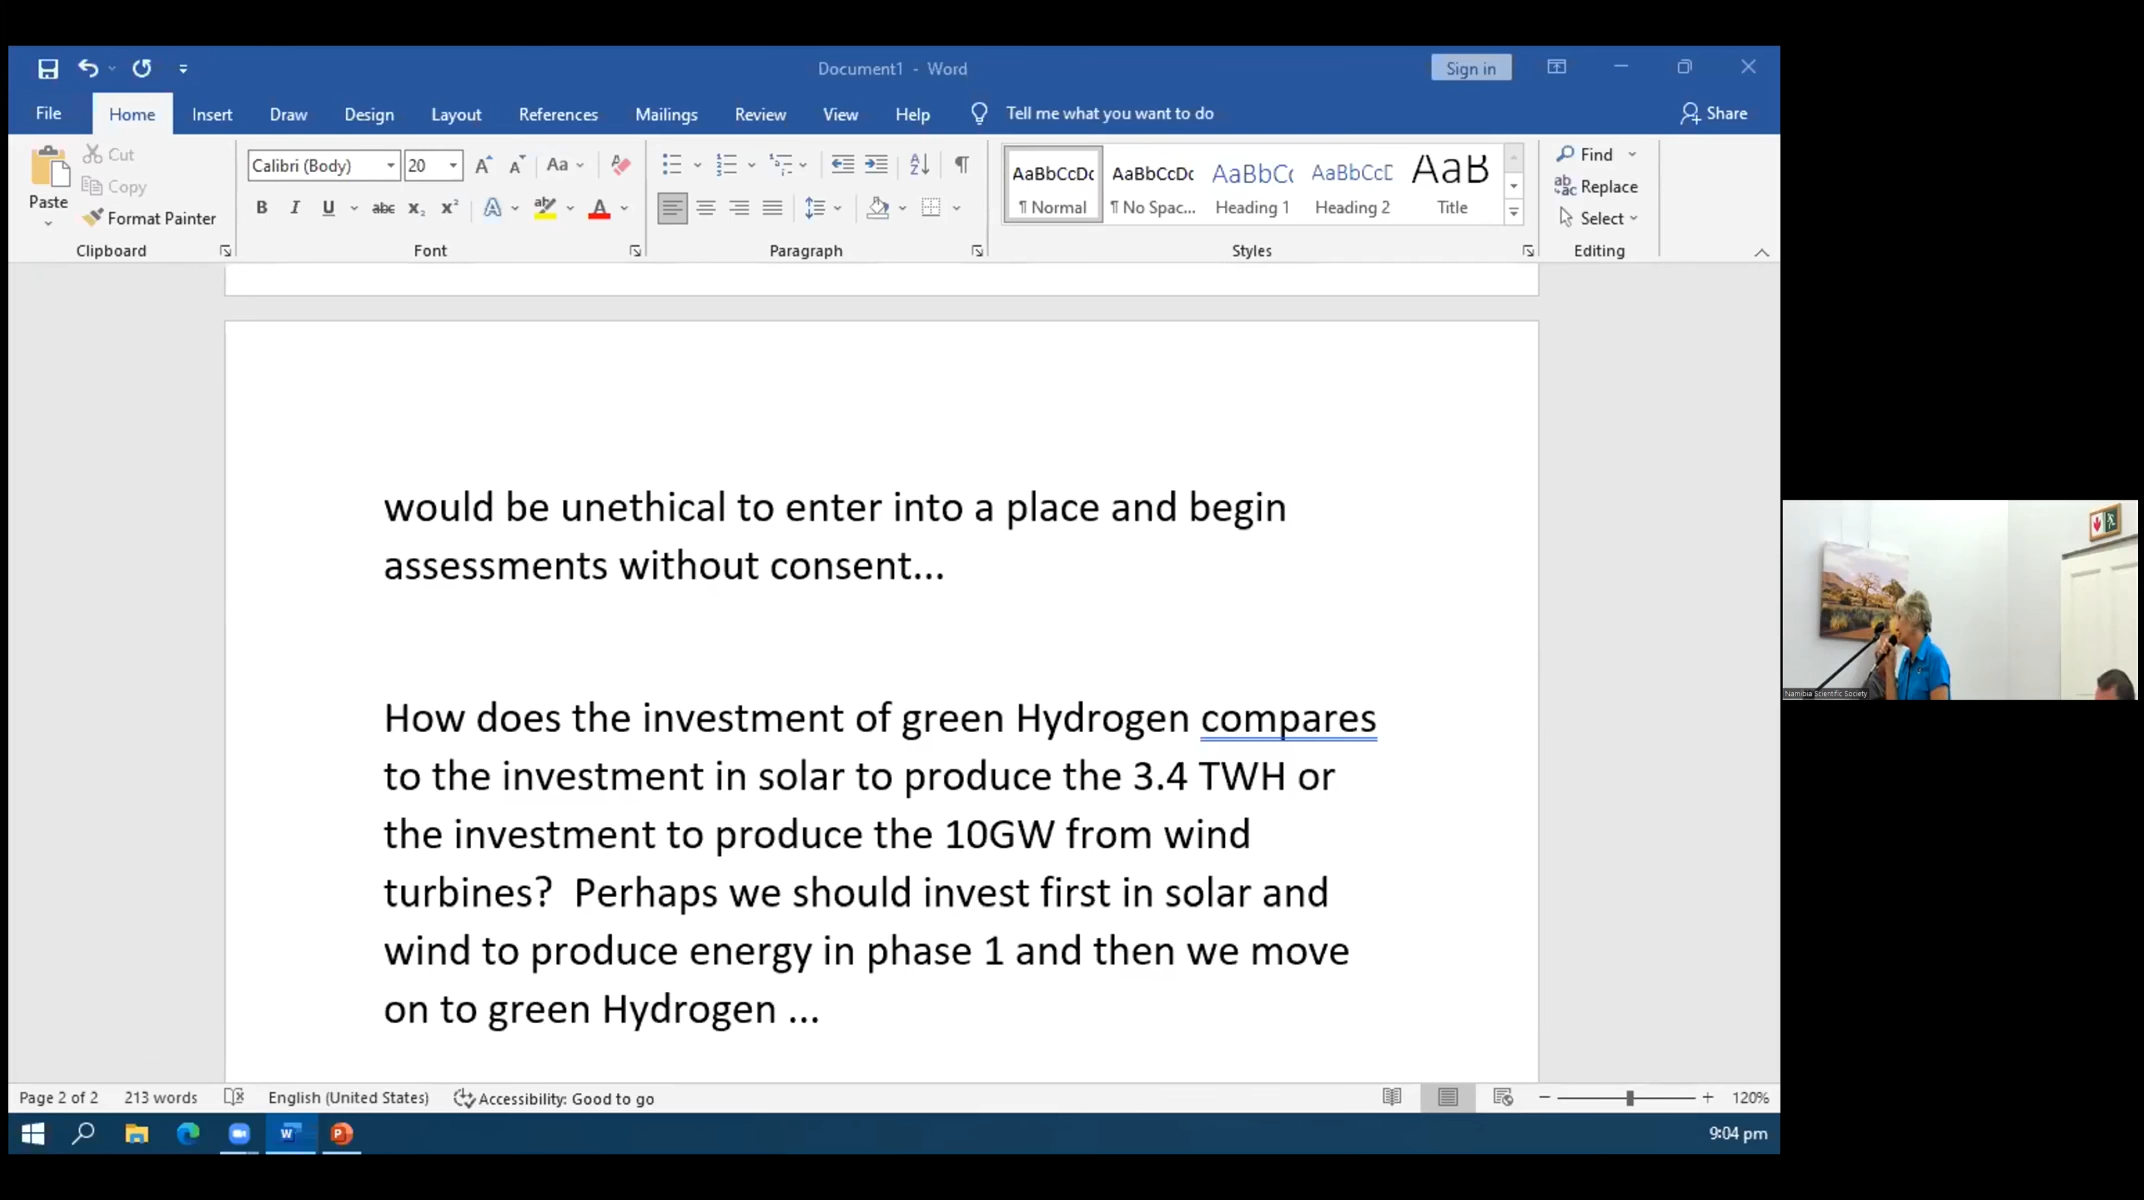 Document1 - Word
Sign in
File Home Insert Draw Design Layout References Mailings Review View Help Tell me what you want to do Share
Paste
Cut
Copy
Format Painter
Clipboard
Calibri (Body) 20
Font
Paragraph
AaBbCcDc AaBbCcDc AaBbCc AaBbCcD AaB
¶ Normal ¶ No Spac... Heading 1 Heading 2 Title
Styles
Find
Replace
Select
Editing
would be unethical to enter into a place and begin
assessments without consent...
How does the investment of green Hydrogen compares
to the investment in solar to produce the 3.4 TWH or
the investment to produce the 10GW from wind
turbines?  Perhaps we should invest first in solar and
wind to produce energy in phase 1 and then we move
on to green Hydrogen ...
Namibia Scientific Society
Page 2 of 2 213 words English (United States) Accessibility: Good to go 120%
9:04 pm